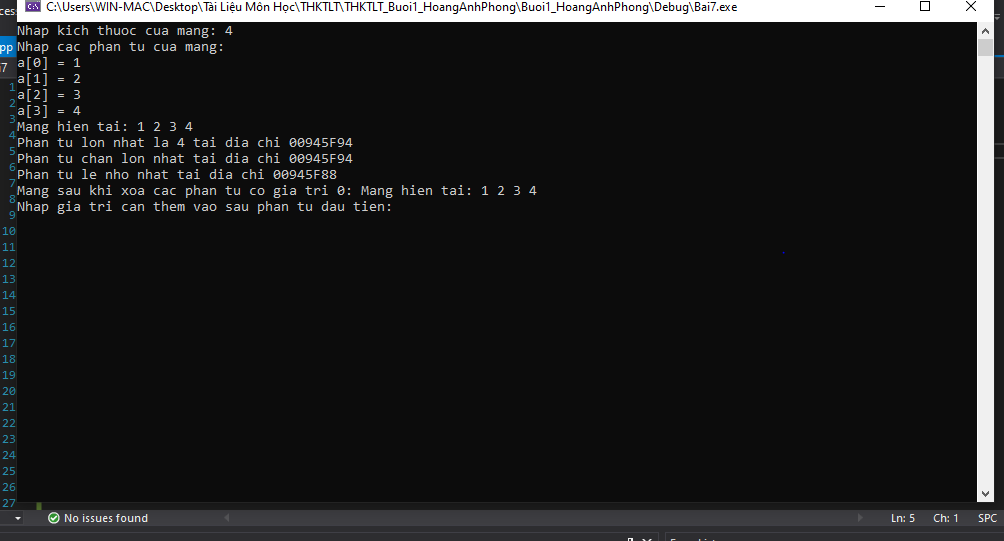 C:\Users\WIN-MAC\Desktop\Tài Liệu Môn Học\THKTLT\THKTLT_Buoi1_HoangAnhPhong\Buoi1_HoangAnhPhong\Debug\Bai7.exe
Nhap kich thuoc cua mang: 4
Nhap cac phan tu cua mang:
a[0] = 1
a[1] = 2
a[2] = 3
a[3] = 4
Mang hien tai: 1 2 3 4
Phan tu lon nhat la 4 tai dia chi 00945F94
Phan tu chan lon nhat tai dia chi 00945F94
Phan tu le nho nhat tai dia chi 00945F88
Mang sau khi xoa cac phan tu co gia tri 0: Mang hien tai: 1 2 3 4
Nhap gia tri can them vao sau phan tu dau tien:
1
2
3
4
5
6
7
8
9
10
11
12
13
14
15
16
17
18
19
20
21
22
23
24
25
26
27
No issues found
Ln: 5 Ch: 1 SPC